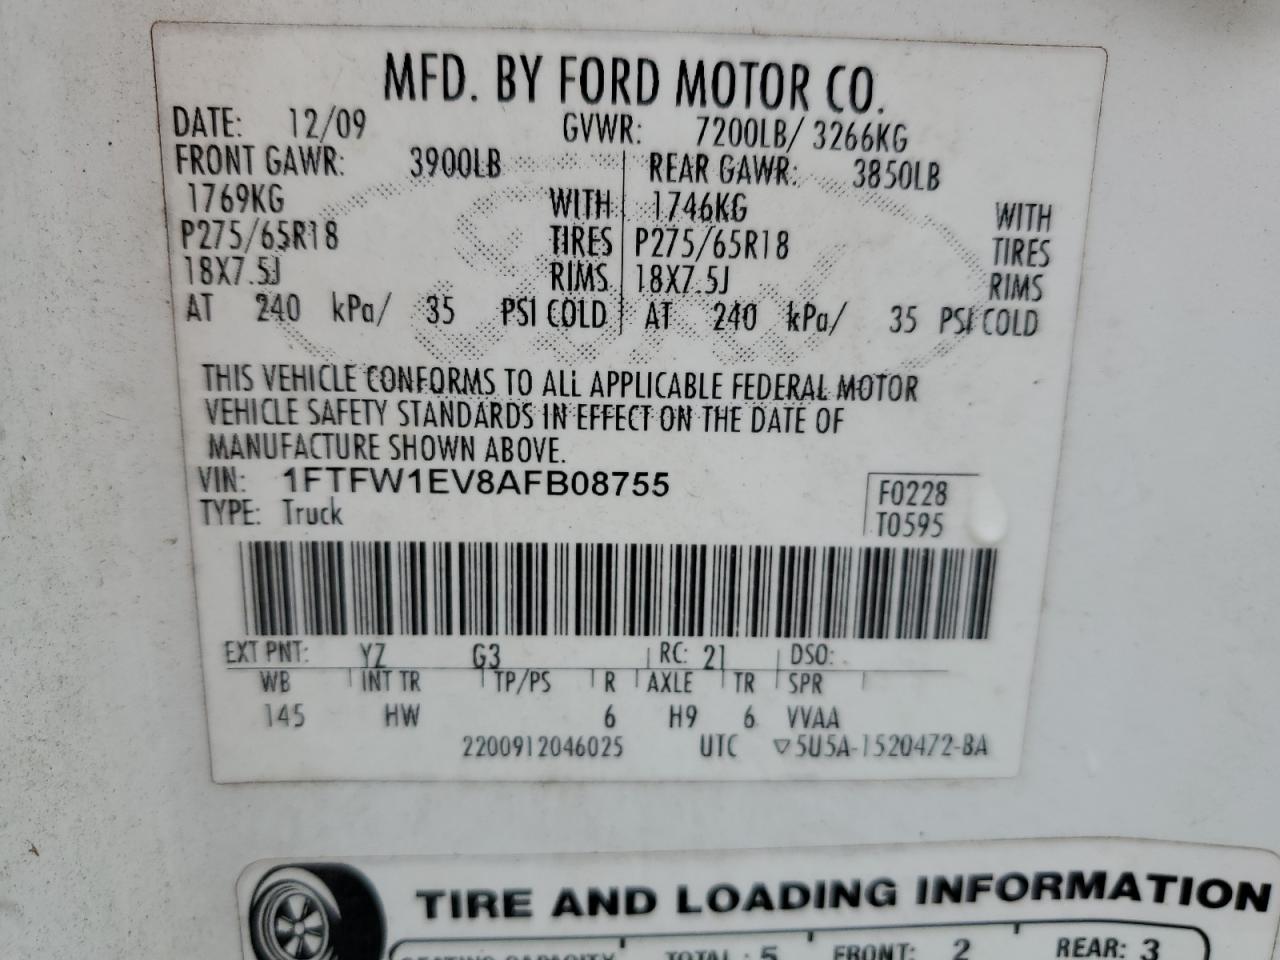 MFD. BY FORD MOTOR CO.
DATE: 12/09 GVWR: 7200LB/ 3266KG
FRONT GAWR: 3900LB REAR GAWR: 3850LB
1769KG WITH 1746KG WITH
P275/65R18 TIRES P275/65R18 TIRES
18X7.5J RIMS 18X7.5J RIMS
AT 240 kPa/ 35 PSI COLD AT 240 kPa/ 35 PSI COLD
THIS VEHICLE CONFORMS TO ALL APPLICABLE FEDERAL MOTOR
VEHICLE SAFETY STANDARDS IN EFFECT ON THE DATE OF
MANUFACTURE SHOWN ABOVE.
VIN: 1FTFW1EV8AFB08755
F0228
TYPE: Truck
T0595
EXT PNT: YZ G3 RC: 21 DSO:
WB INT TR TP/PS R AXLE TR SPR
145 HW 6 H9 6 VVAA
2200912046025 UTC ▽5U5A-1520472-BA
TIRE AND LOADING INFORMATION
SEATING CAPACITY TOTAL: 5 FRONT: 2 REAR: 3